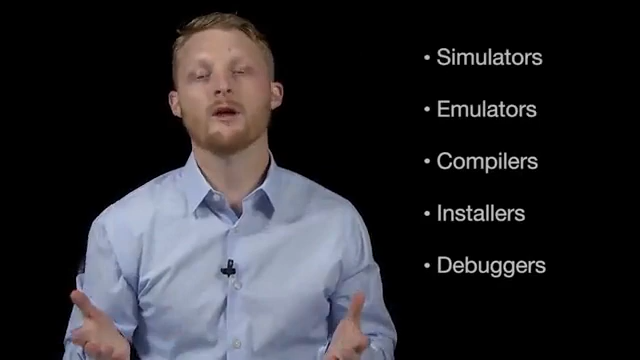 • Simulators
• Emulators
• Compilers
• Installers
• Debuggers